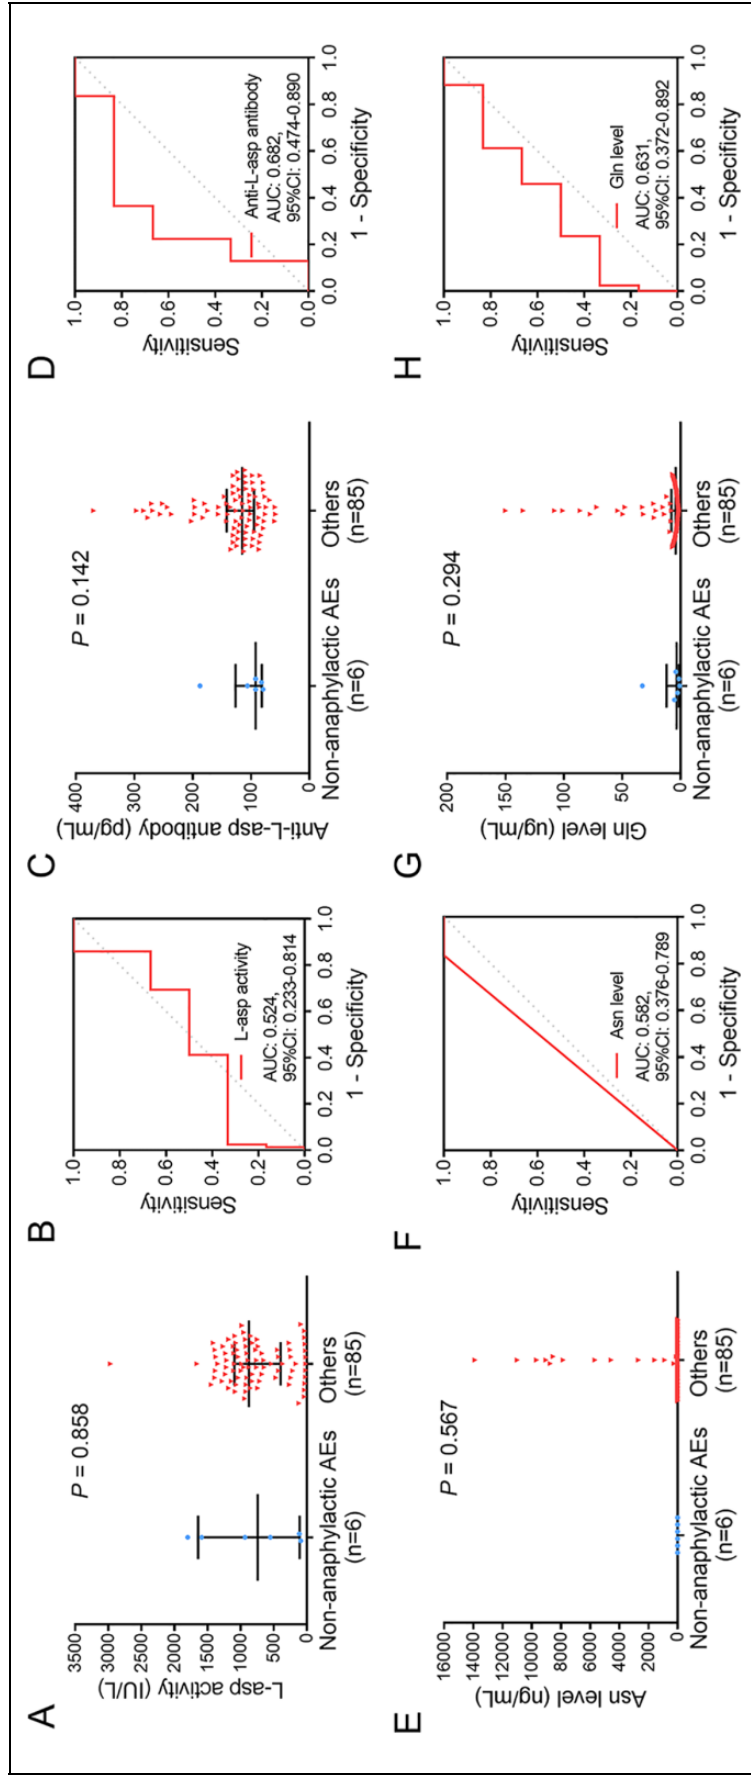 A
P = 0.858
L-asp activity (IU/L)
3500
3000
2500
2000
1500
1000
500
0
Non-anaphylactic AEs
(n=6)
Others
(n=85)
B
Sensitivity
1.0
0.8
0.6
0.4
0.2
0.0
L-asp activity
AUC: 0.524,
95%CI: 0.233-0.814
0.0 0.2 0.4 0.6 0.8 1.0
1 - Specificity
C
P = 0.142
Anti-L-asp antibody (pg/mL)
400
300
200
100
0
Non-anaphylactic AEs
(n=6)
Others
(n=85)
D
Sensitivity
1.0
0.8
0.6
0.4
0.2
0.0
Anti-L-asp antibody
AUC: 0.682,
95%CI: 0.474-0.890
0.0 0.2 0.4 0.6 0.8 1.0
1 - Specificity
E
P = 0.567
Asn level (ng/mL)
16000
14000
12000
10000
8000
6000
4000
2000
0
Non-anaphylactic AEs
(n=6)
Others
(n=85)
F
Sensitivity
1.0
0.8
0.6
0.4
0.2
0.0
Asn level
AUC: 0.582,
95%CI: 0.376-0.789
0.0 0.2 0.4 0.6 0.8 1.0
1 - Specificity
G
P = 0.294
Gln level (ug/mL)
200
150
100
50
0
Non-anaphylactic AEs
(n=6)
Others
(n=85)
H
Sensitivity
1.0
0.8
0.6
0.4
0.2
0.0
Gln level
AUC: 0.631,
95%CI: 0.372-0.892
0.0 0.2 0.4 0.6 0.8 1.0
1 - Specificity